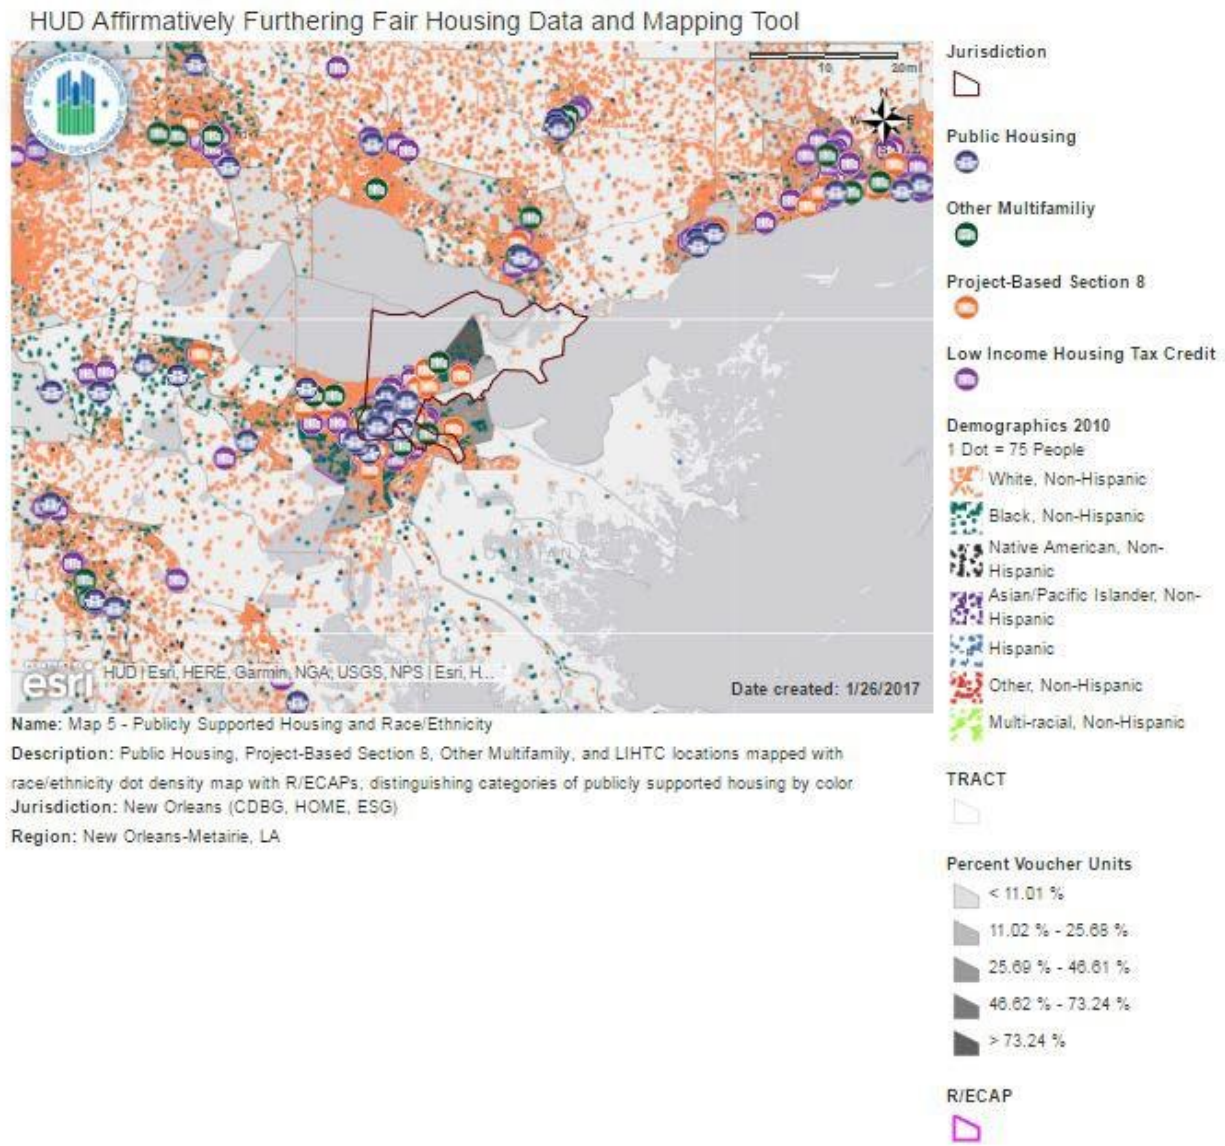 HUD Affirmatively Furthering Fair Housing Data and Mapping Tool
0 10 20mi
N
W E
S
LOUISIANA
esri
HUD | Esri, HERE, Garmin, NGA, USGS, NPS | Esri, H...
Date created: 1/26/2017
Name: Map 5 - Publicly Supported Housing and Race/Ethnicity
Description: Public Housing, Project-Based Section 8, Other Multifamily, and LIHTC locations mapped with
race/ethnicity dot density map with R/ECAPs, distinguishing categories of publicly supported housing by color
Jurisdiction: New Orleans (CDBG, HOME, ESG)
Region: New Orleans-Metairie, LA
Jurisdiction
Public Housing
Other Multifamiliy
Project-Based Section 8
Low Income Housing Tax Credit
Demographics 2010
1 Dot = 75 People
White, Non-Hispanic
Black, Non-Hispanic
Native American, Non-
Hispanic
Asian/Pacific Islander, Non-
Hispanic
Hispanic
Other, Non-Hispanic
Multi-racial, Non-Hispanic
TRACT
Percent Voucher Units
< 11.01 %
11.02 % - 25.68 %
25.69 % - 46.61 %
46.62 % - 73.24 %
> 73.24 %
R/ECAP